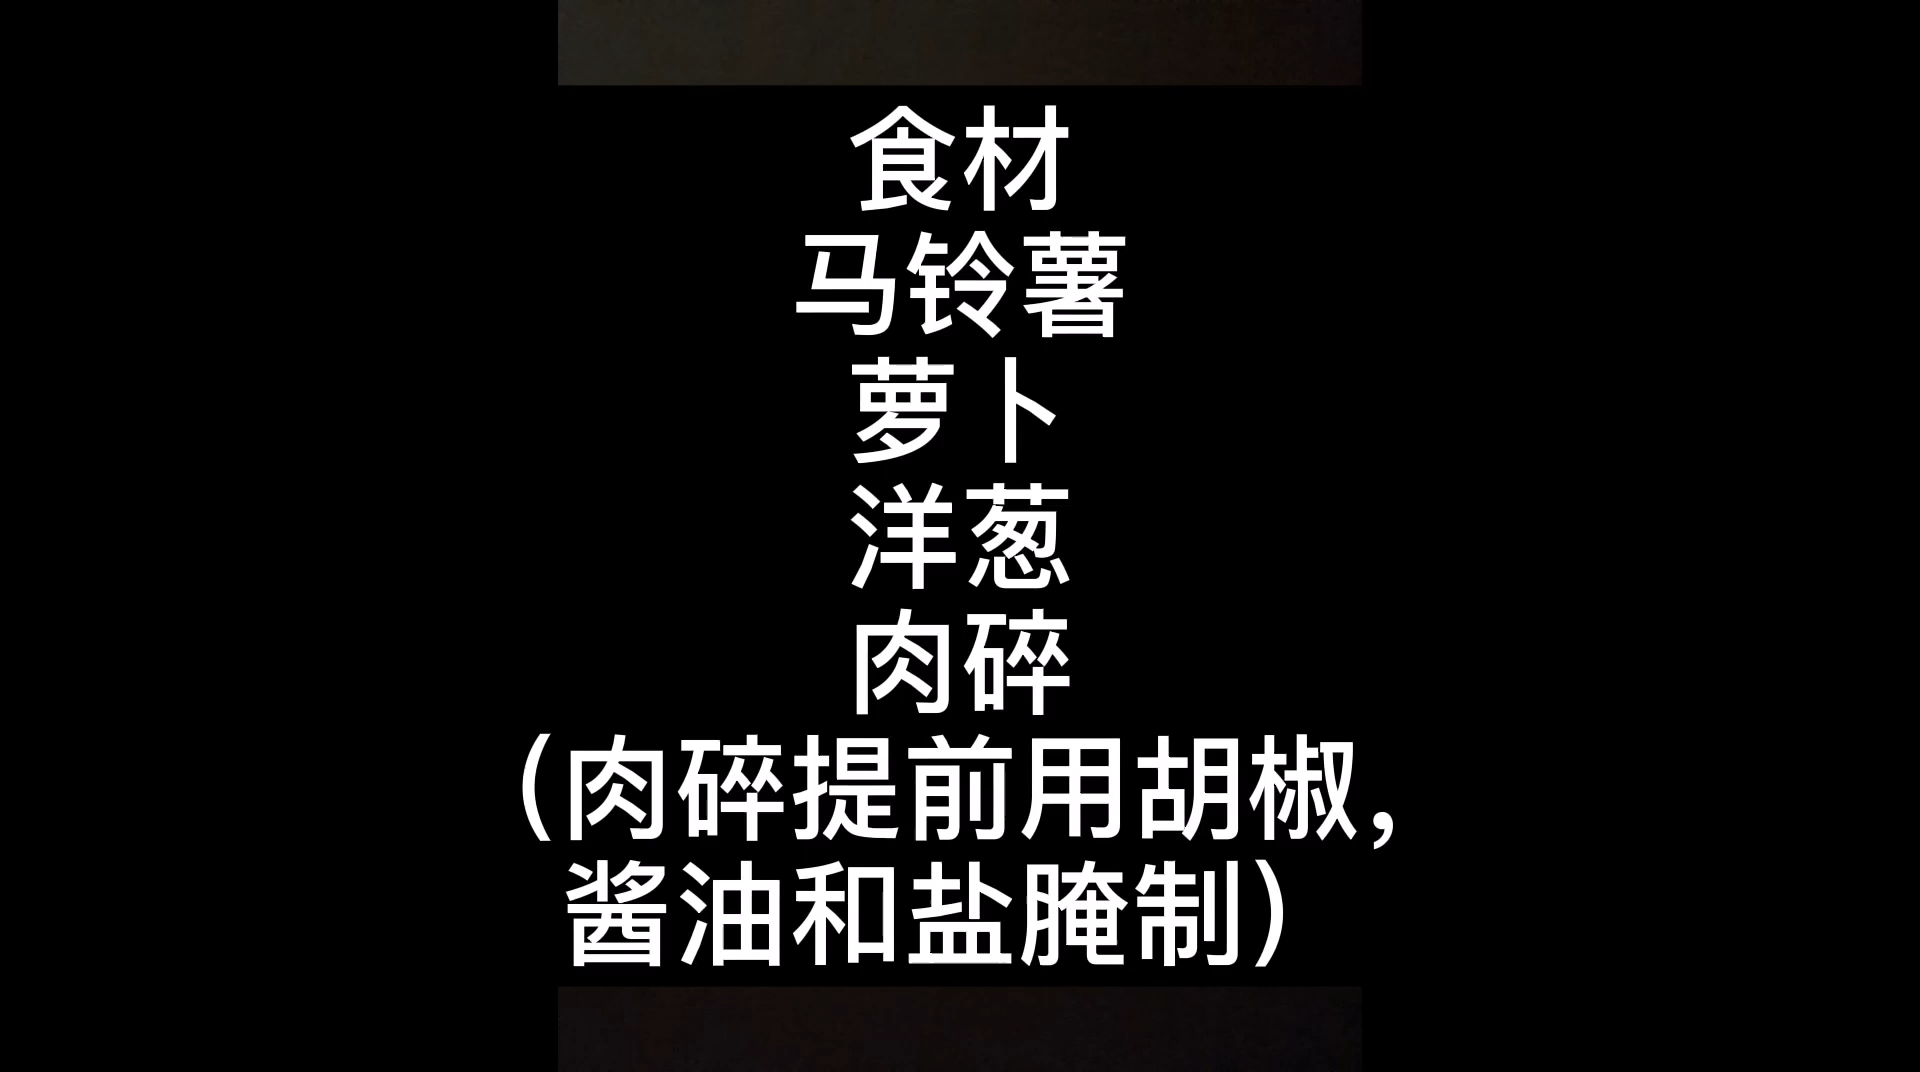 食材
马铃薯
萝卜
洋葱
肉碎
（肉碎提前用胡椒，
酱油和盐腌制）